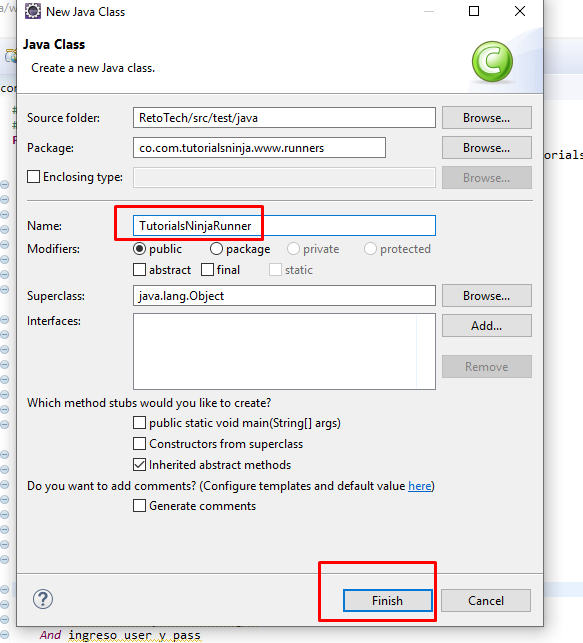 a/w
New Java Class
Java Class
Create a new Java class.
C
con
#
#
F
Source folder:
RetoTech/src/test/java
Browse...
Package:
co.com.tutorialsninja.www.runners
Browse...
orials
Enclosing type:
Browse...
Name:
TutorialsNinjaRunner
Modifiers:
public
package
private
protected
abstract
final
static
Superclass:
java.lang.Object
Browse...
Interfaces:
Add...
Remove
Which method stubs would you like to create?
public static void main(String[] args)
Constructors from superclass
Inherited abstract methods
Do you want to add comments? (Configure templates and default value here)
Generate comments
?
Finish
Cancel
And ingreso user y pass